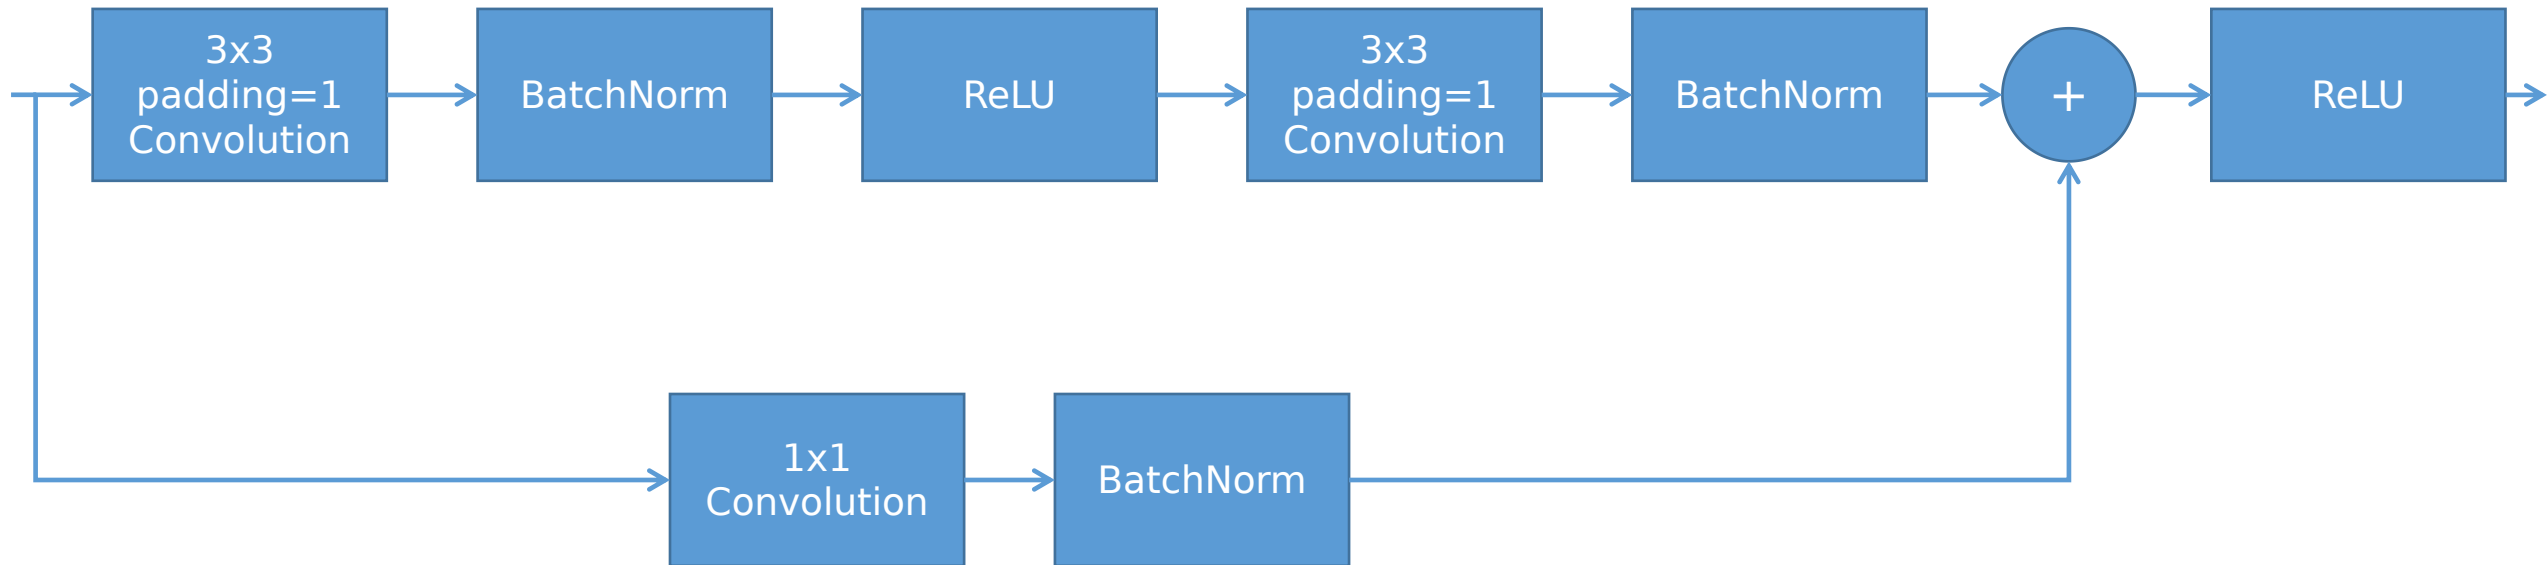 3x3
padding=1
Convolution
BatchNorm
ReLU
3x3
padding=1
Convolution
BatchNorm
+
ReLU
1x1
Convolution
BatchNorm